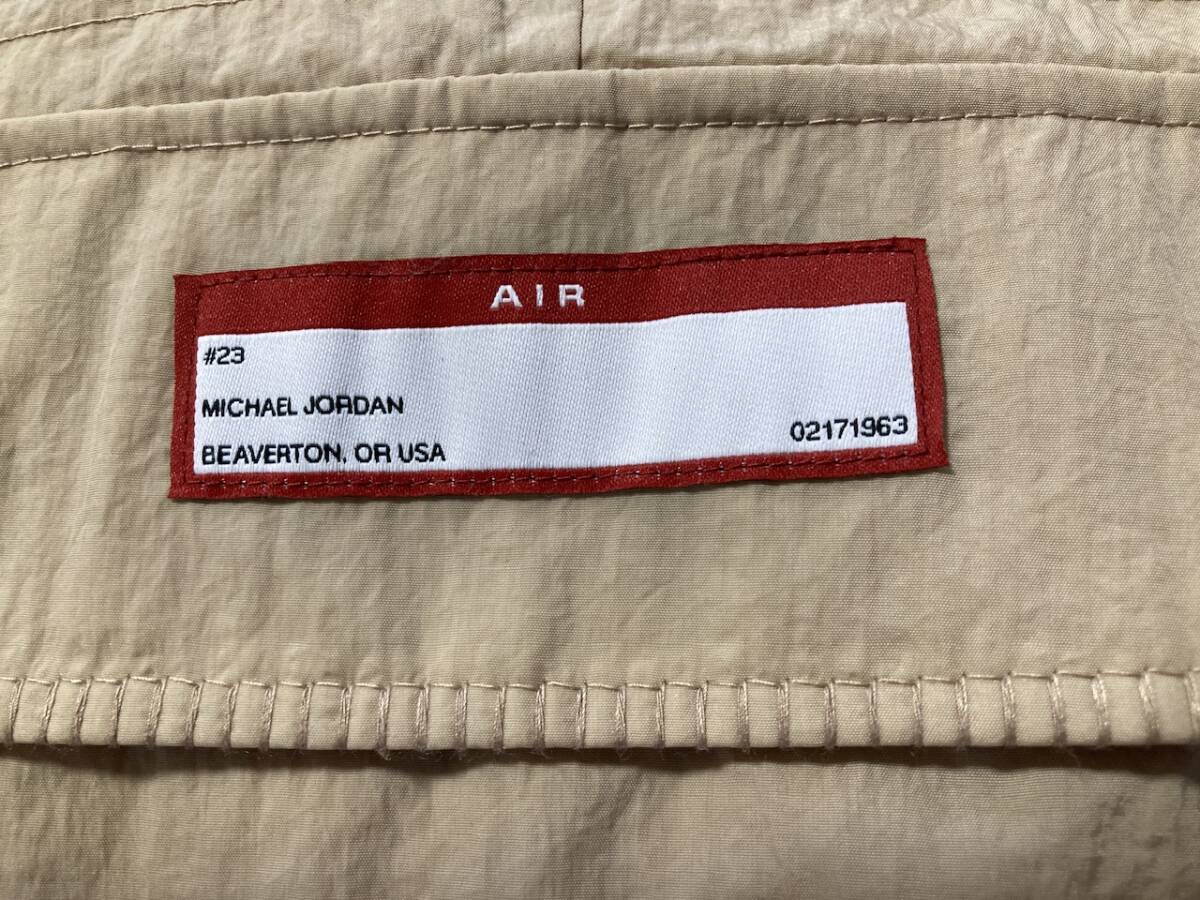 AIR
#23
MICHAEL JORDAN
BEAVERTON, OR USA
02171963